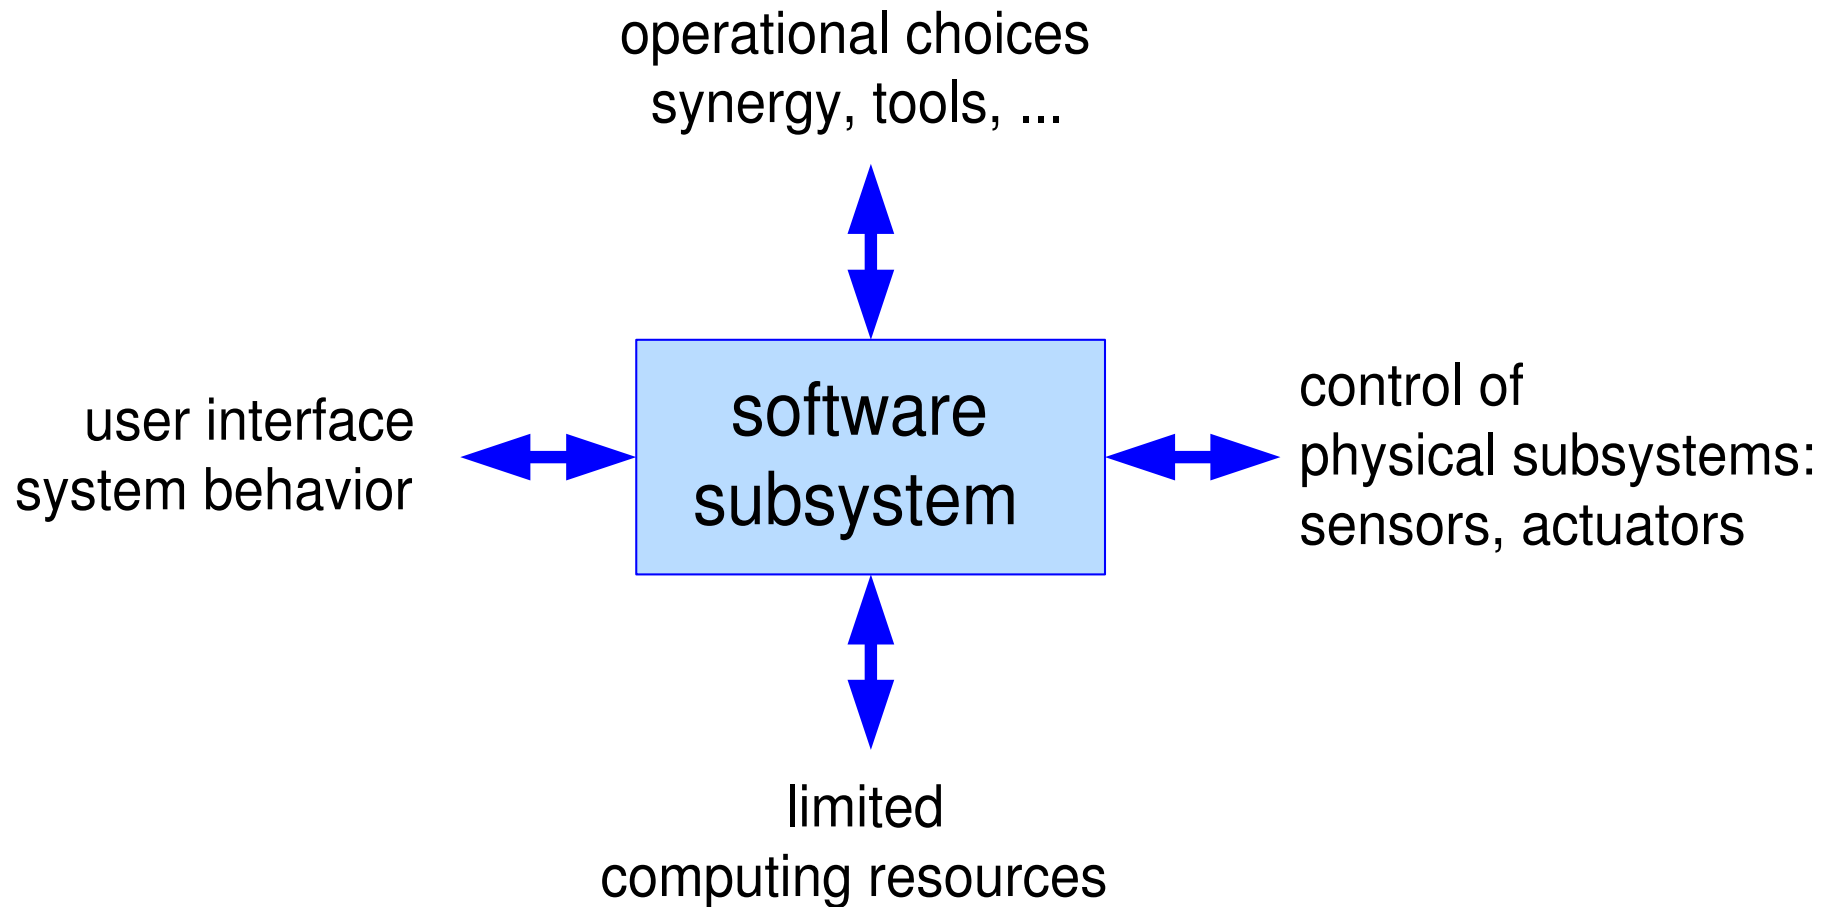 operational choices
synergy, tools, ...
user interface
system behavior
software
subsystem
control of
physical subsystems:
sensors, actuators
limited
computing resources